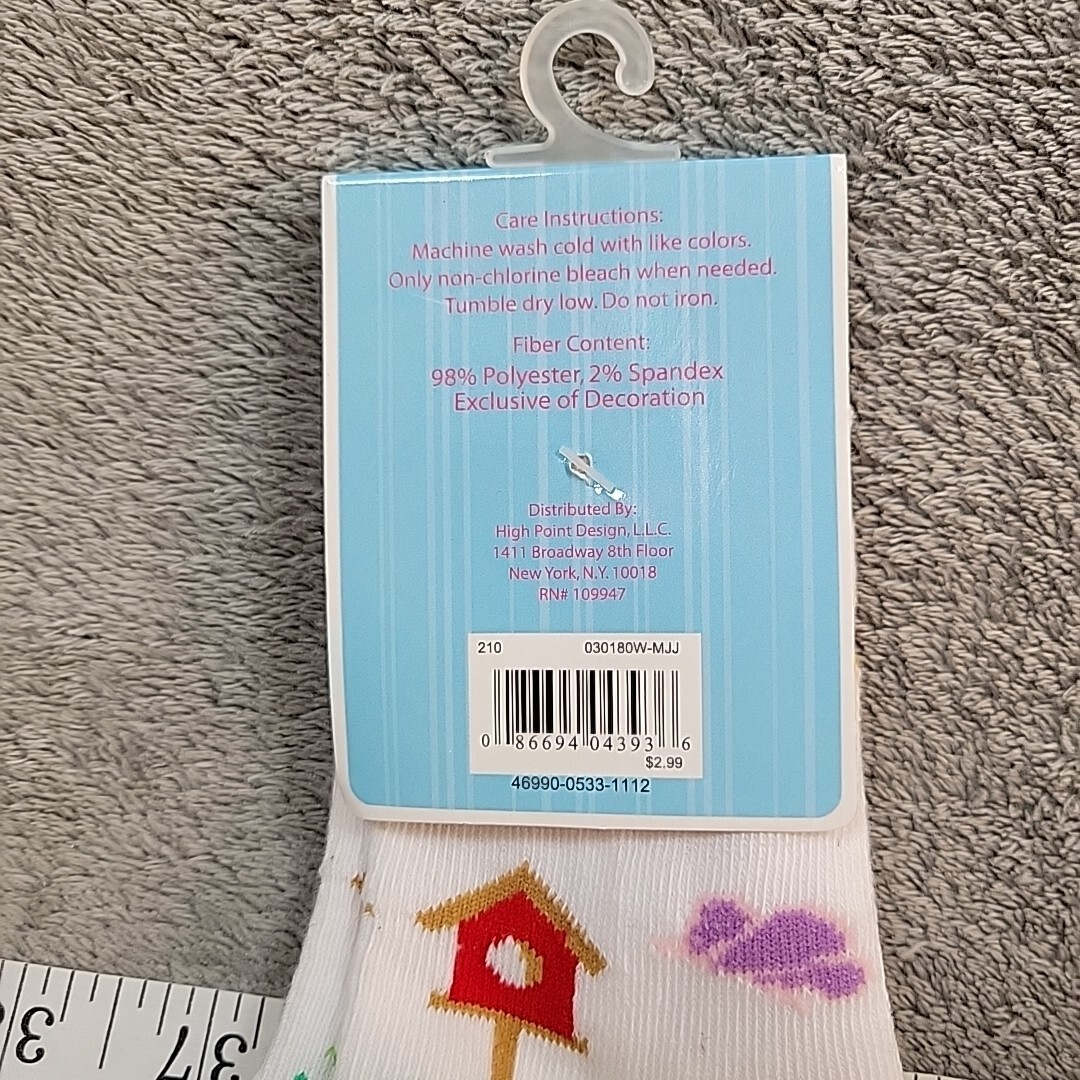 Care Instructions:
Machine wash cold with like colors.
Only non-chlorine bleach when needed.
Tumble dry low. Do not iron.
Fiber Content:
98% Polyester, 2% Spandex
Exclusive of Decoration
Distributed By:
High Point Design, L.L.C.
1411 Broadway 8th Floor
New York, N.Y. 10018
RN# 109947
210 030180W-MJJ
0 86694 04393 6
$2.99
46990-0533-1112
37